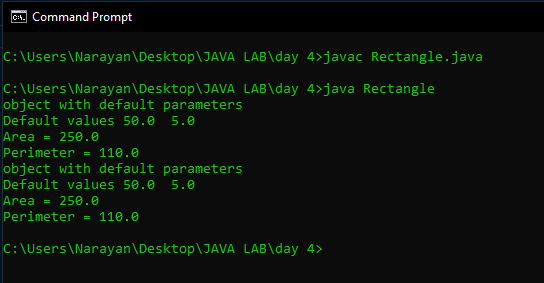 Command Prompt
C:\Users\Narayan\Desktop\JAVA LAB\day 4>javac Rectangle.java
C:\Users\Narayan\Desktop\JAVA LAB\day 4>java Rectangle
object with default parameters
Default values 50.0  5.0
Area = 250.0
Perimeter = 110.0
object with default parameters
Default values 50.0  5.0
Area = 250.0
Perimeter = 110.0
C:\Users\Narayan\Desktop\JAVA LAB\day 4>